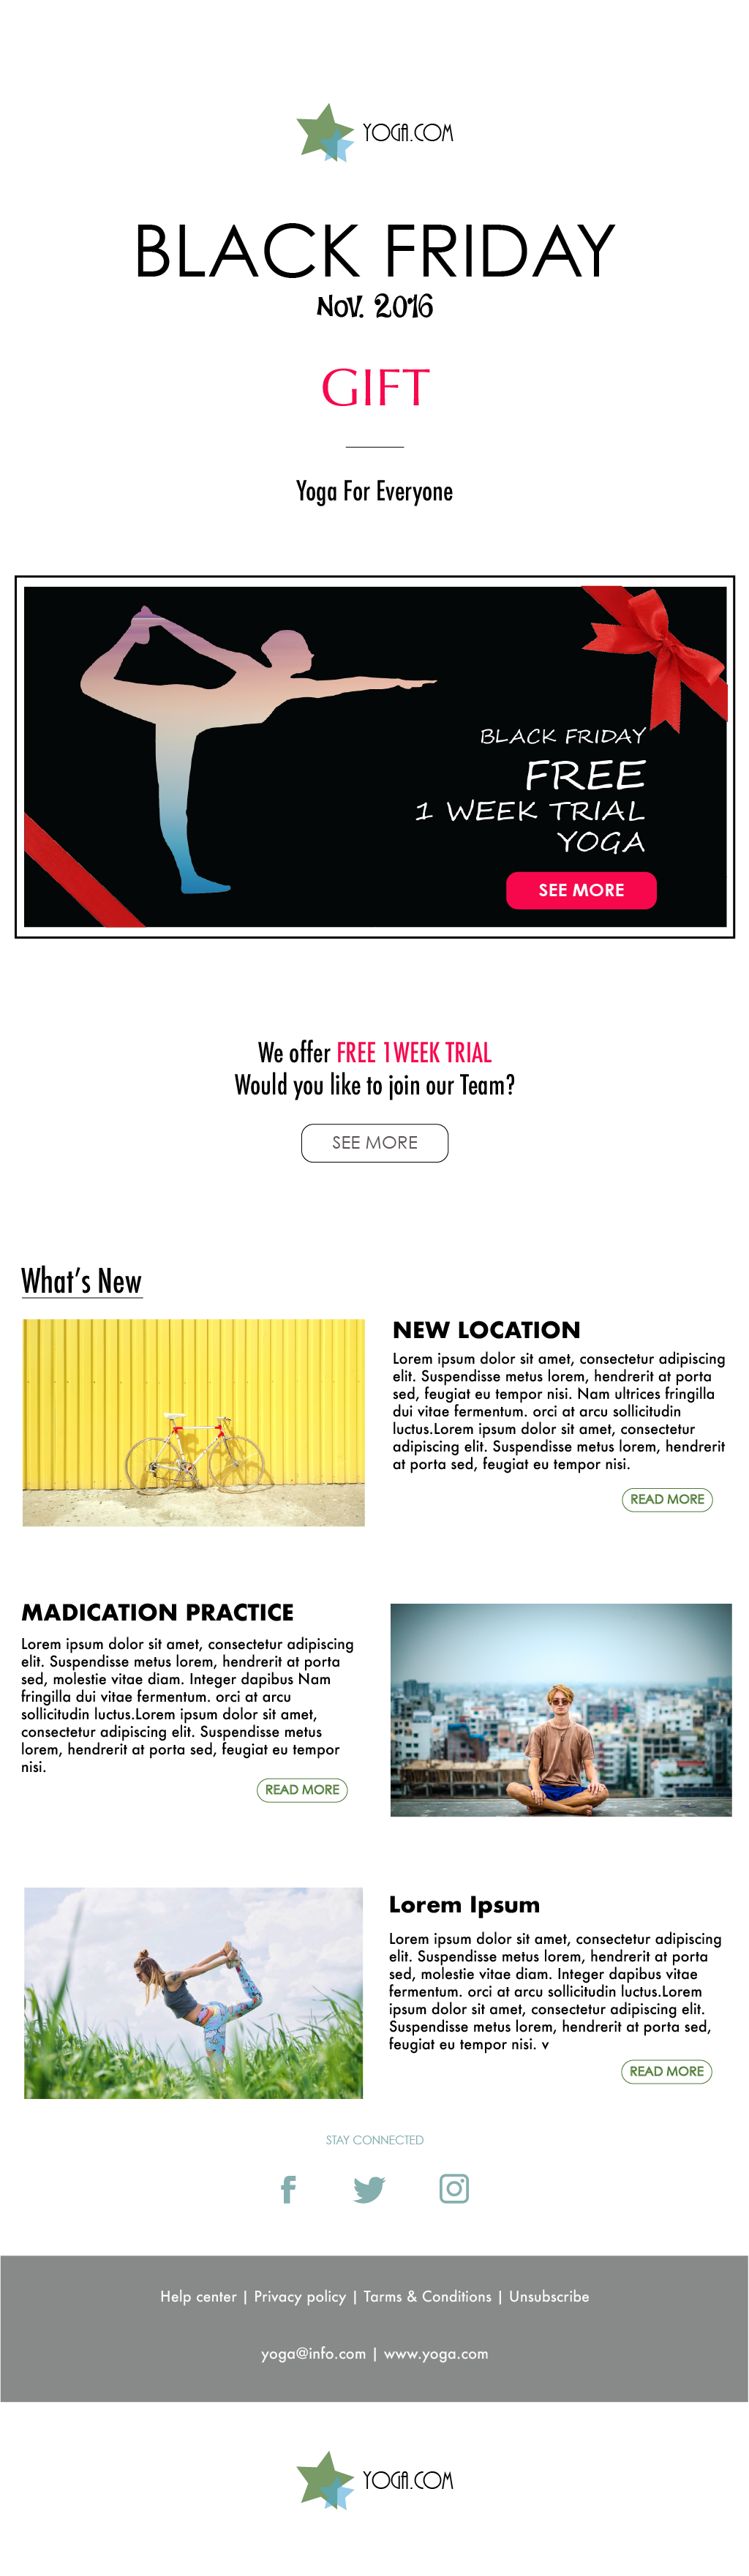 YOGA.COM
BLACK FRIDAY
Nov. 2016
GIFT
Yoga For Everyone
BLACK FRIDAY
FREE
1 WEEK TRIAL
YOGA
SEE MORE
We offer FREE 1 WEEK TRIAL
Would you like to join our Team?
SEE MORE
What's New
NEW LOCATION
Lorem ipsum dolor sit amet, consectetur adipiscing
elit. Suspendisse metus lorem, hendrerit at porta
sed, feugiat eu tempor nisi. Nam ultrices fringilla
dui vitae fermentum. orci at arcu sollicitudin
luctus.Lorem ipsum dolor sit amet, consectetur
adipiscing elit. Suspendisse metus lorem, hendrerit
at porta sed, feugiat eu tempor nisi.
READ MORE
MADICATION PRACTICE
Lorem ipsum dolor sit amet, consectetur adipiscing
elit. Suspendisse metus lorem, hendrerit at porta
sed, molestie vitae diam. Integer dapibus Nam
fringilla dui vitae fermentum. orci at arcu
sollicitudin luctus.Lorem ipsum dolor sit amet,
consectetur adipiscing elit. Suspendisse metus
lorem, hendrerit at porta sed, feugiat eu tempor
nisi.
READ MORE
Lorem Ipsum
Lorem ipsum dolor sit amet, consectetur adipiscing
elit. Suspendisse metus lorem, hendrerit at porta
sed, molestie vitae diam. Integer dapibus vitae
fermentum. orci at arcu sollicitudin luctus.Lorem
ipsum dolor sit amet, consectetur adipiscing elit.
Suspendisse metus lorem, hendrerit at porta sed,
feugiat eu tempor nisi. v
READ MORE
STAY CONNECTED
Help center | Privacy policy | Tarms & Conditions | Unsubscribe
yoga@info.com | www.yoga.com
YOGA.COM